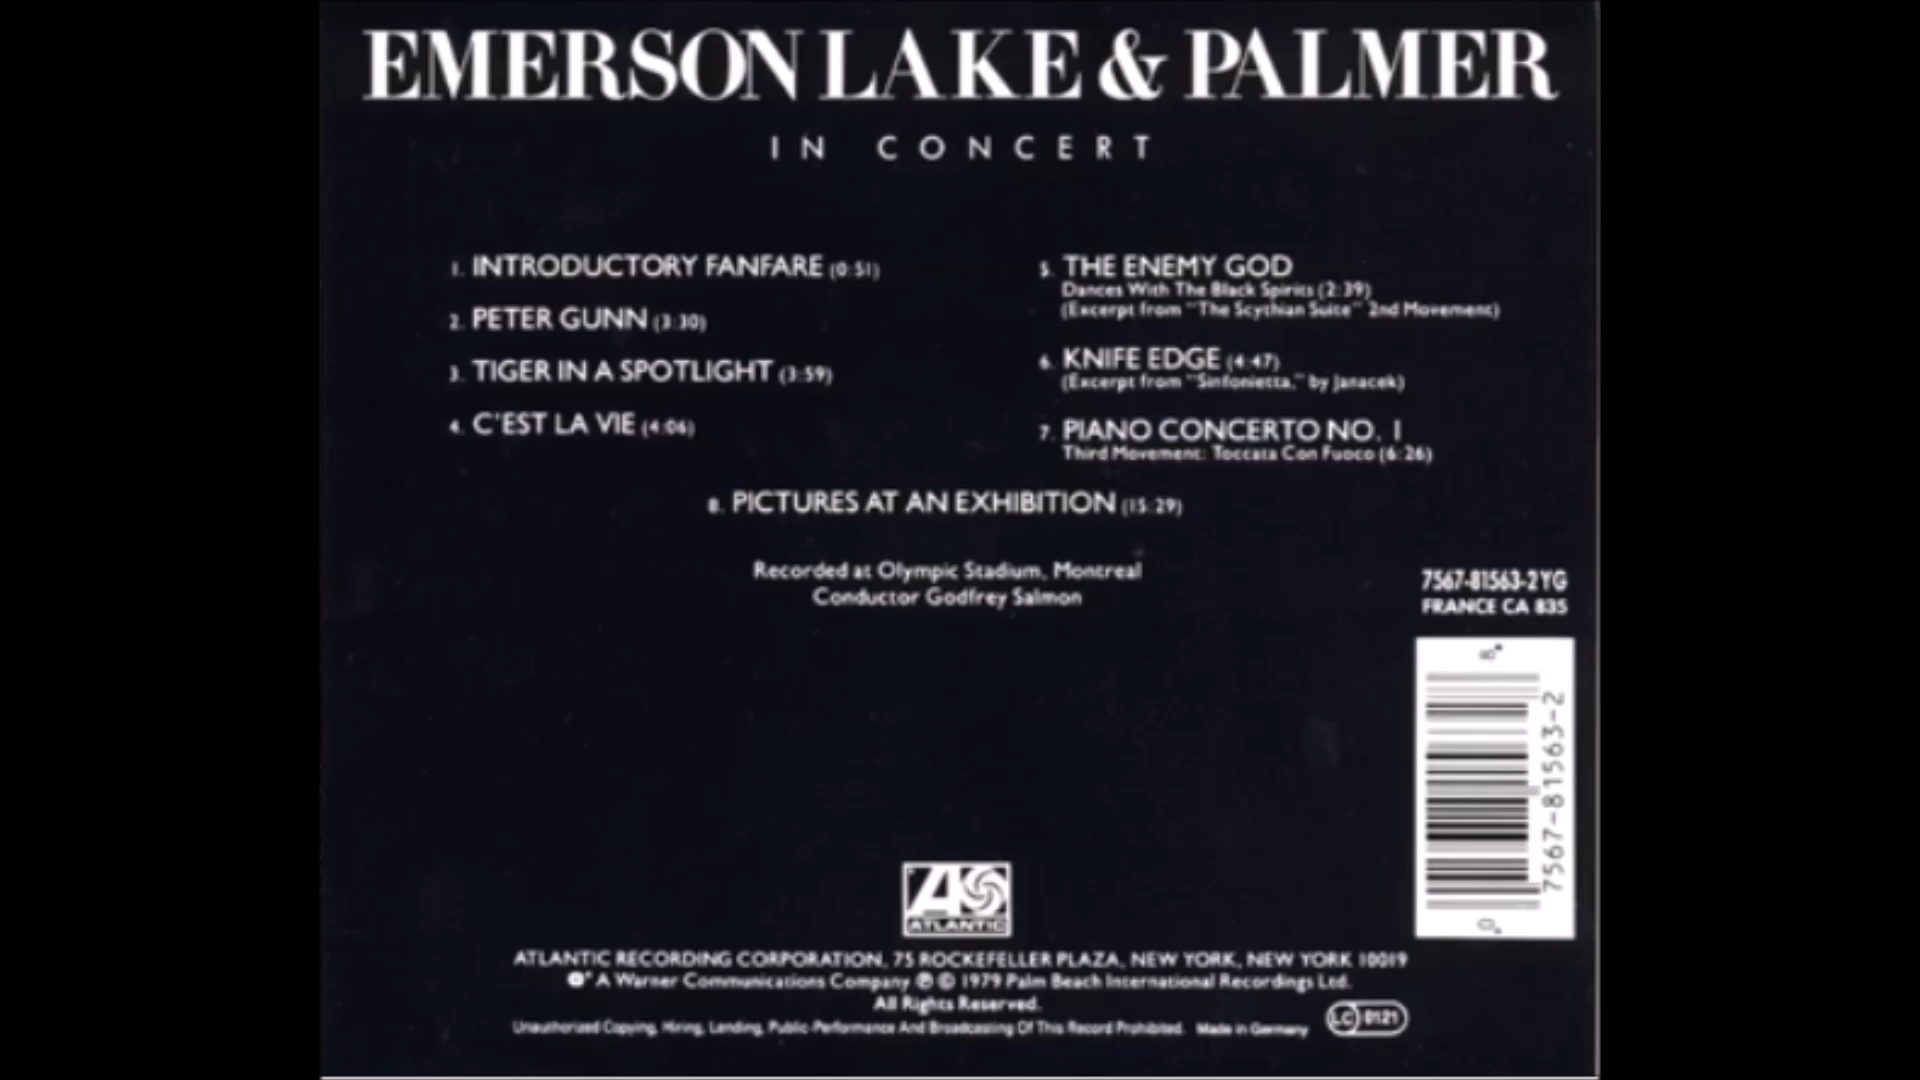 EMERSON LAKE & PALMER
IN CONCERT
1. INTRODUCTORY FANFARE (0:51)
2. PETER GUNN (3:30)
3. TIGER IN A SPOTLIGHT (3:59)
4. C'EST LA VIE (4:06)
5. THE ENEMY GOD
Dances With The Black Spirits (2:39)
(Excerpt from "The Scythian Suite" 2nd Movement)
6. KNIFE EDGE (4:47)
(Excerpt from "Sinfonietta," by Janacek)
7. PIANO CONCERTO NO. 1
Third Movement: Toccata Con Fuoco (6:26)
8. PICTURES AT AN EXHIBITION (15:29)
Recorded at Olympic Stadium, Montreal
Conductor Godfrey Salmon
7567-81563-2 YG
FRANCE CA 835
7567-81563-2
ATLANTIC
ATLANTIC RECORDING CORPORATION, 75 ROCKEFELLER PLAZA, NEW YORK, NEW YORK 10019
A Warner Communications Company ℗ © 1979 Palm Beach International Recordings Ltd.
All Rights Reserved.
Unauthorized Copying, Hiring, Lending, Public Performance And Broadcasting Of This Record Prohibited. Made in Germany
LC 0121